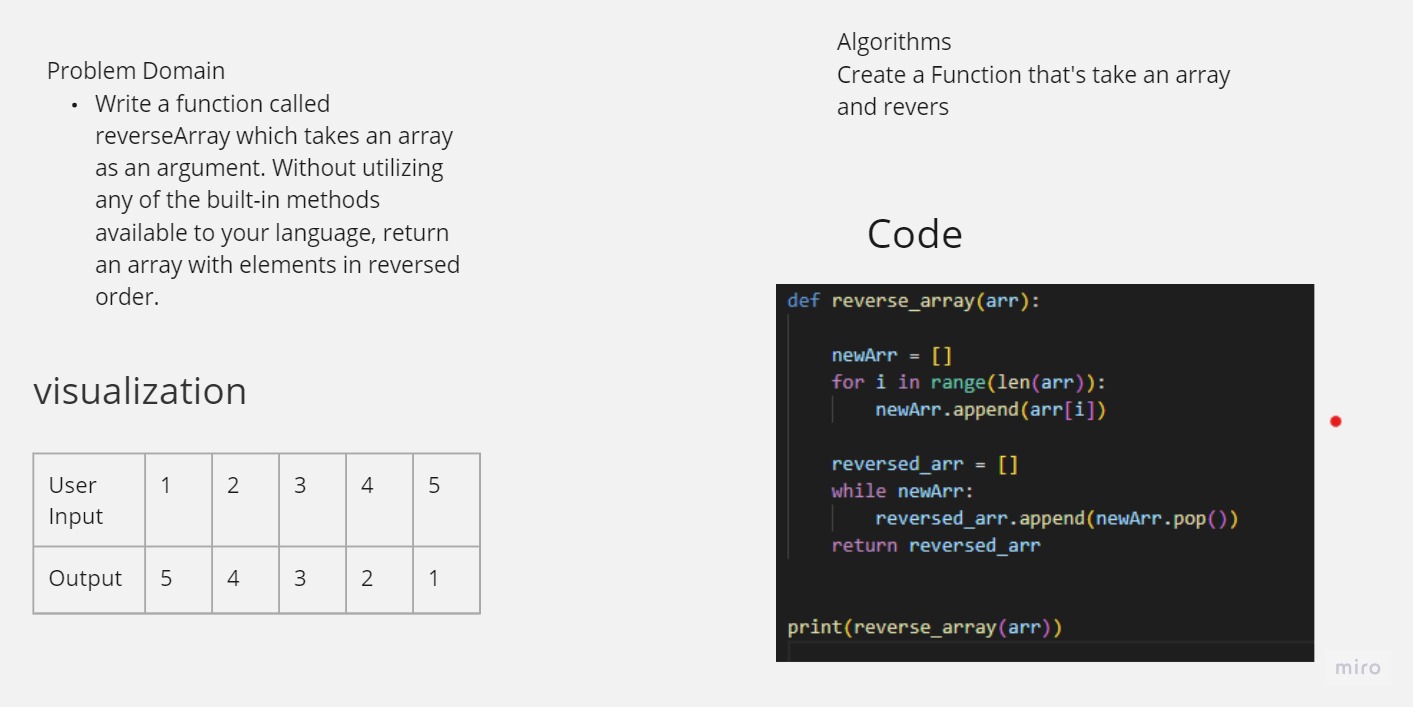 Problem Domain
• Write a function called
reverseArray which takes an array
as an argument. Without utilizing
any of the built-in methods
available to your language, return
an array with elements in reversed
order.
visualization
User Input 1 2 3 4 5
Output 5 4 3 2 1
Algorithms
Create a Function that's take an array
and revers
Code
def reverse_array(arr):
    newArr = []
    for i in range(len(arr)):
        newArr.append(arr[i])
    reversed_arr = []
    while newArr:
        reversed_arr.append(newArr.pop())
    return reversed_arr
print(reverse_array(arr))
miro